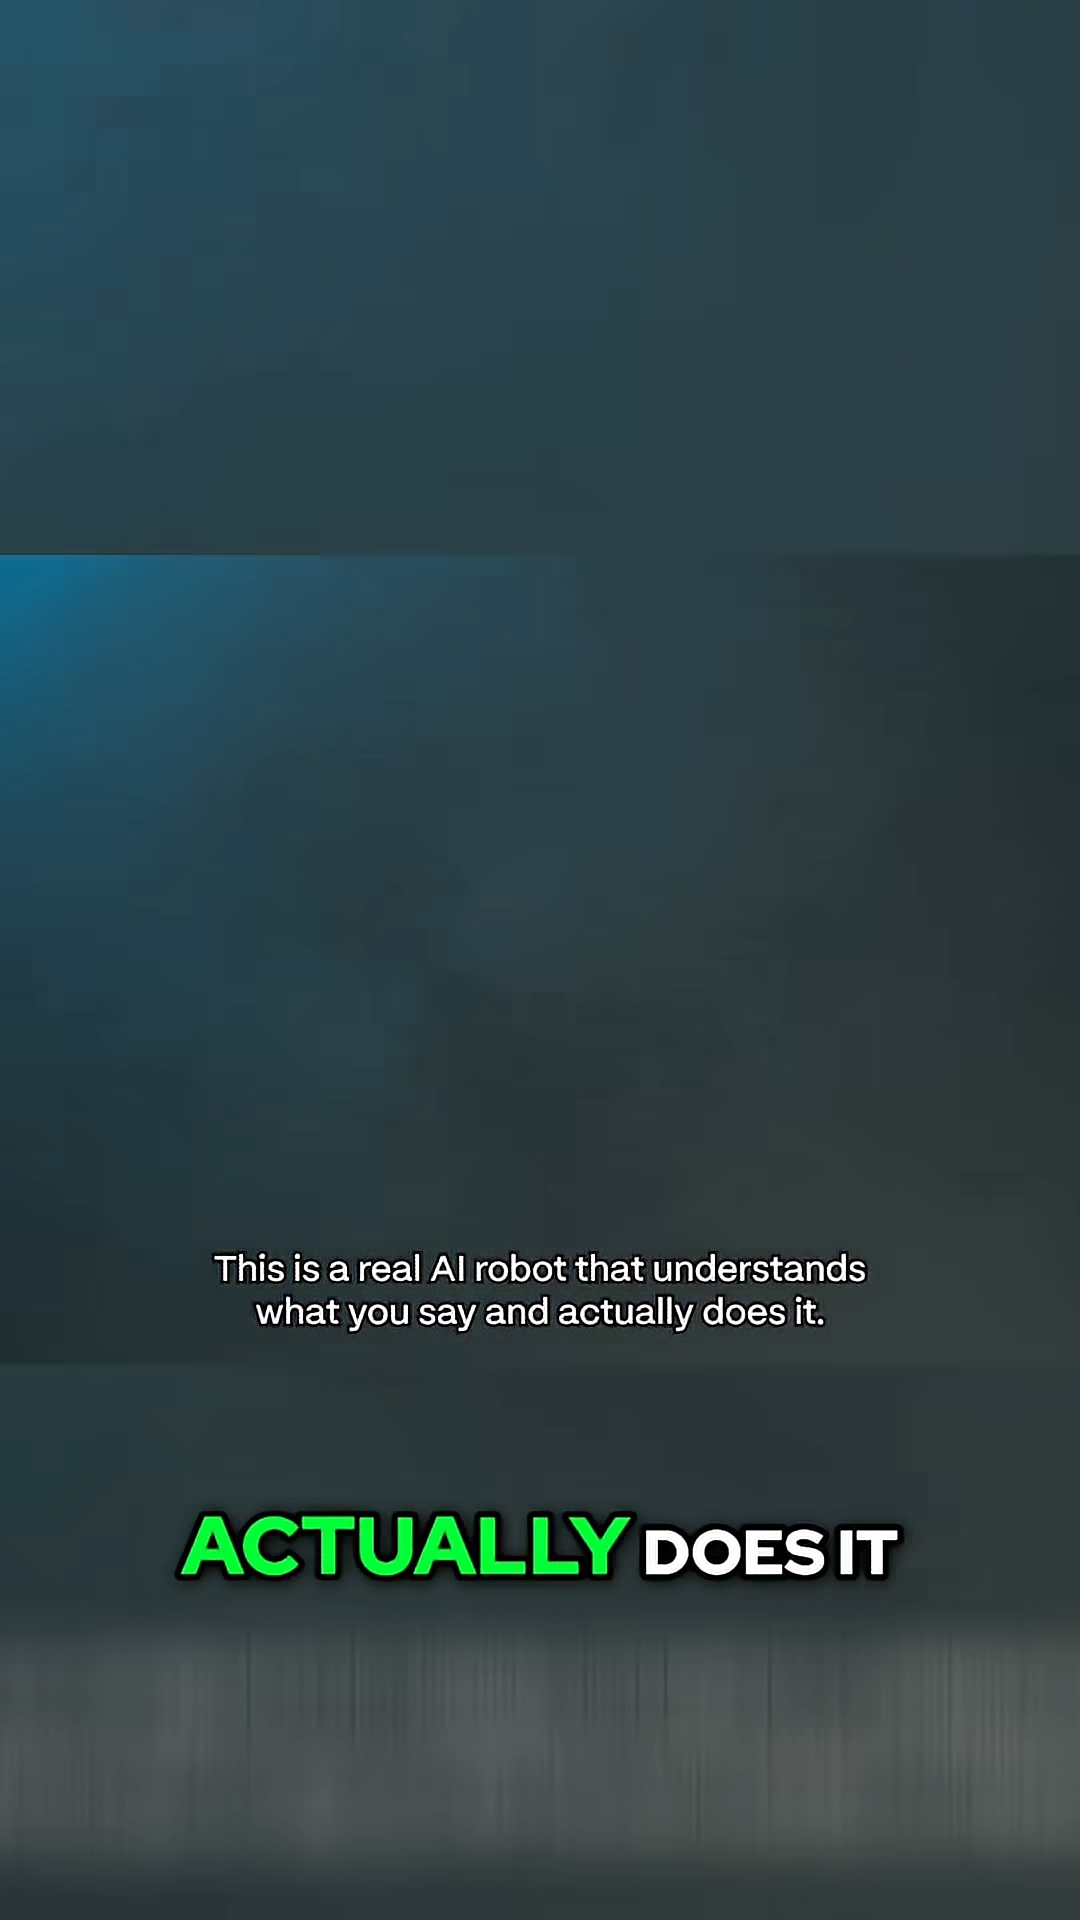 This is a real AI robot that understands
what you say and actually does it.
ACTUALLY DOES IT